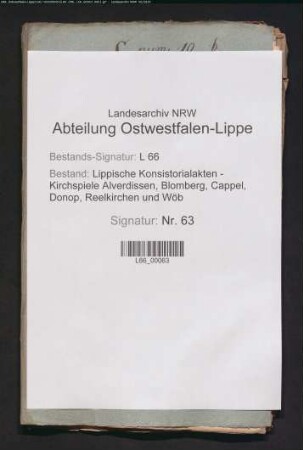 Landesarchiv NRW
Abteilung Ostwestfalen-Lippe
Bestands-Signatur: L 66
Bestand: Lippische Konsistorialakten -
Kirchspiele Alverdissen, Blomberg, Cappel,
Donop, Reelkirchen und Wöb
Signatur: Nr. 63
L66_00063